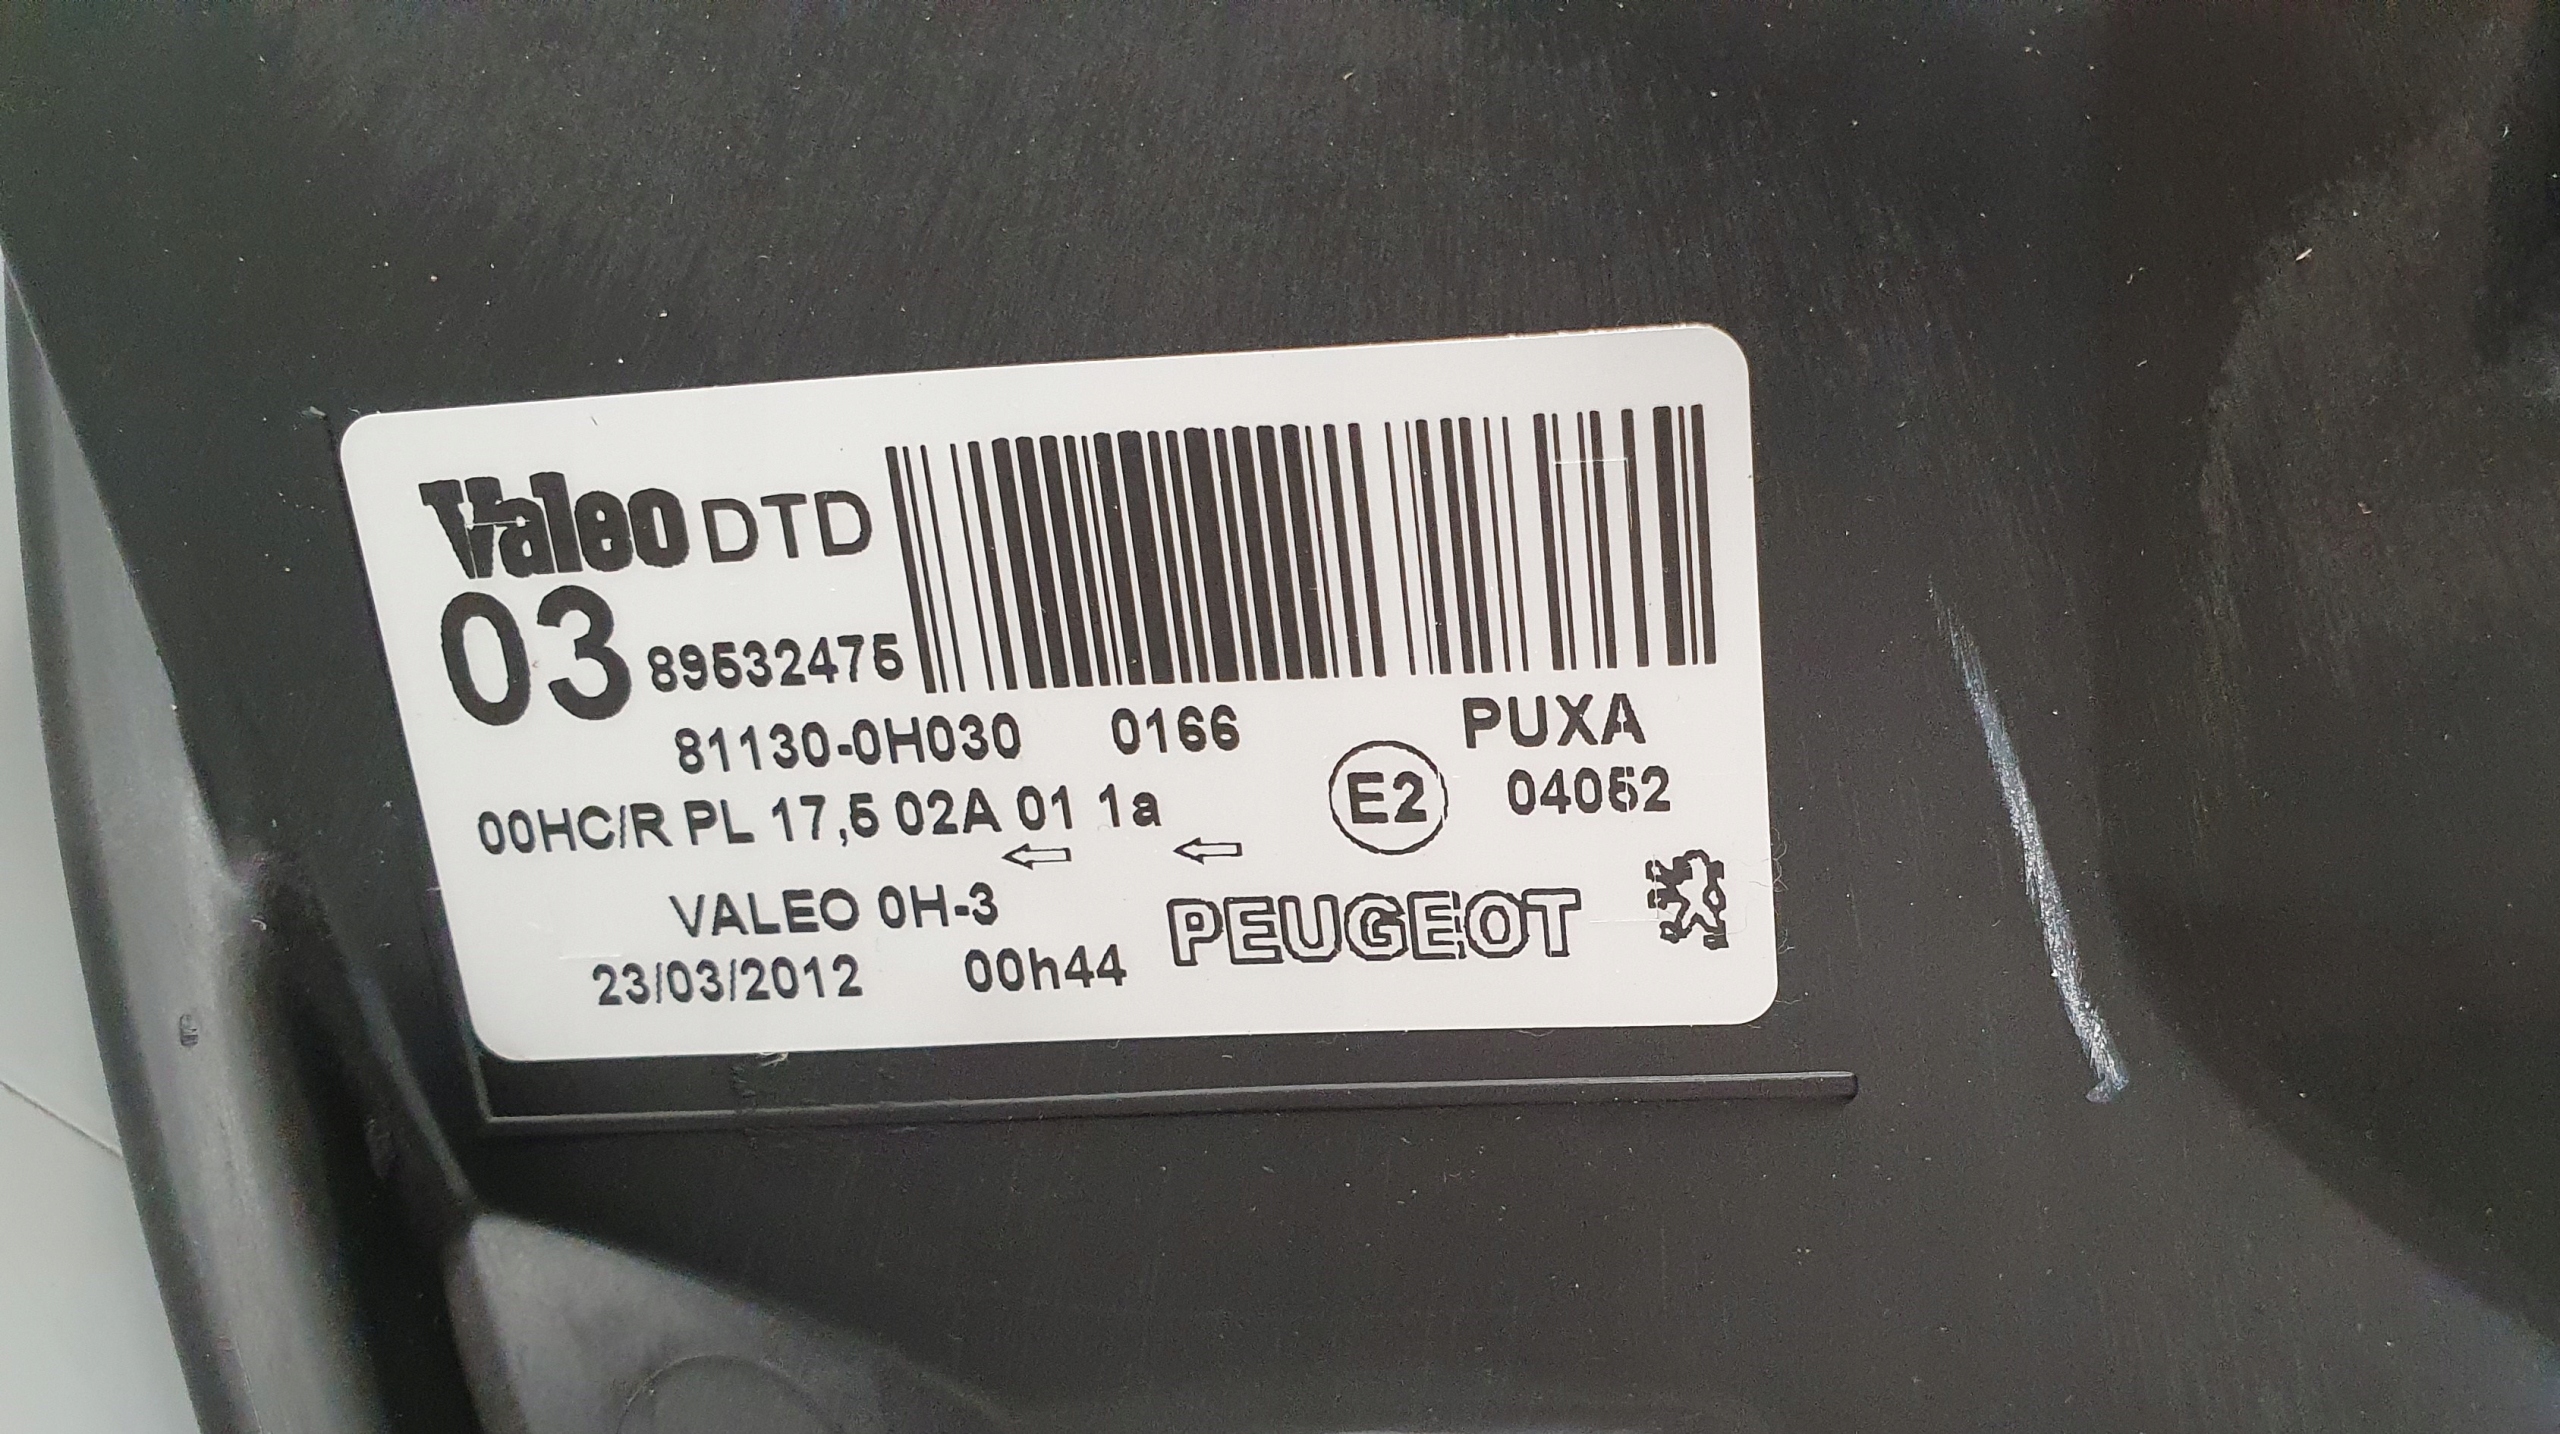 Valeo DTD
03 89532475
81130-0H030 0166 PUXA
00HC/R PL 17,5 02A 01 1a E2 04052
VALEO 0H-3 PEUGEOT
23/03/2012 00h44